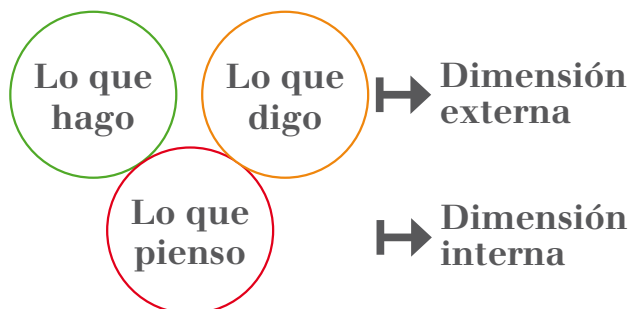 Lo que
hago
Lo que
digo
Dimensión
externa
Lo que
pienso
Dimensión
interna